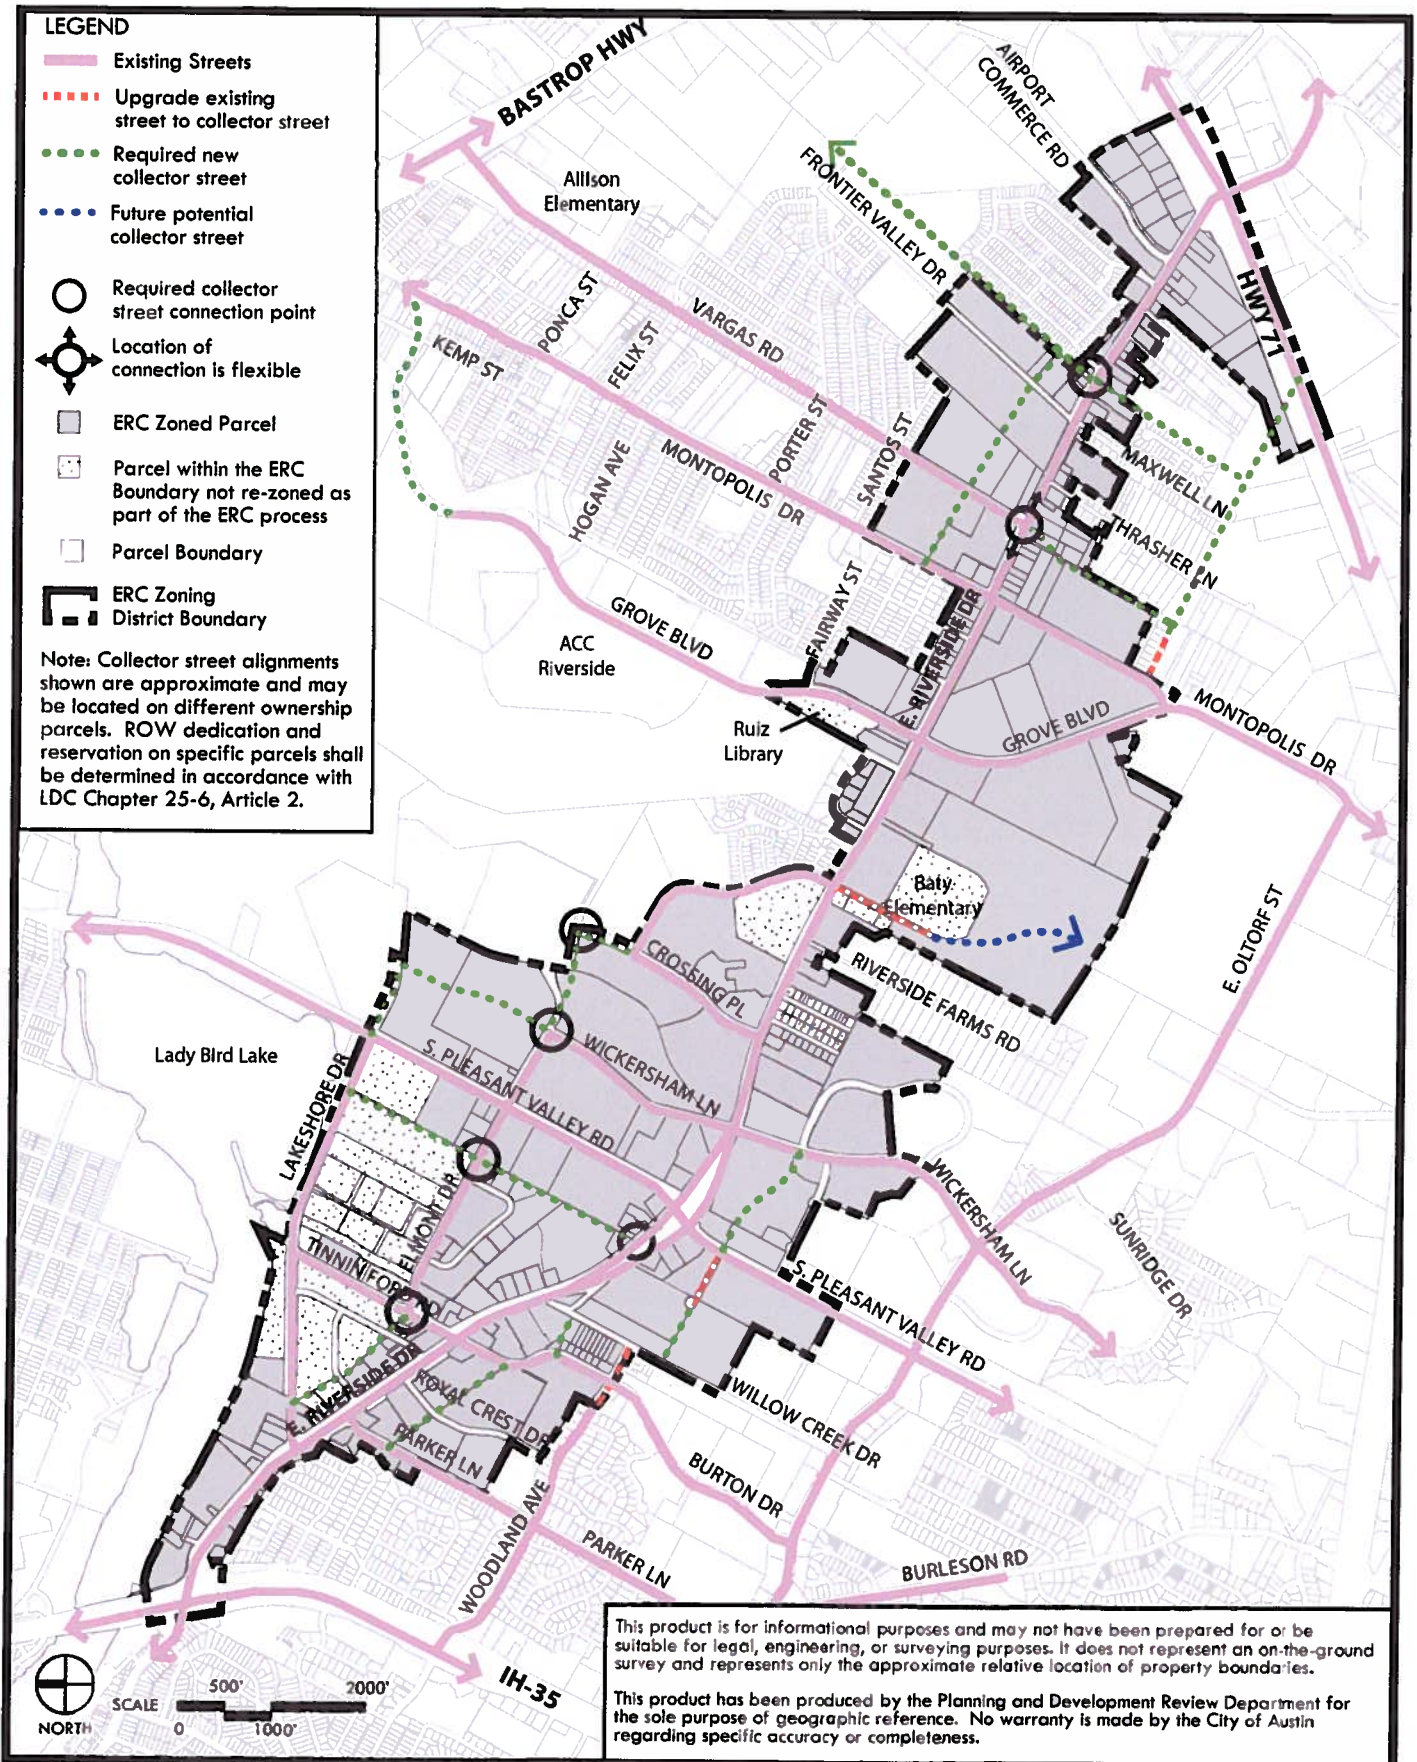 LEGEND
Existing Streets
Upgrade existing
street to collector street
Required new
collector street
Future potential
collector street
Required collector
street connection point
Location of
connection is flexible
ERC Zoned Parcel
Parcel within the ERC
Boundary not re-zoned as
part of the ERC process
Parcel Boundary
ERC Zoning
District Boundary
Note: Collector street alignments
shown are approximate and may
be located on different ownership
parcels. ROW dedication and
reservation on specific parcels shall
be determined in accordance with
LDC Chapter 25-6, Article 2.
BASTROP HWY
AIRPORT
COMMERCE RD
Allison
Elementary
FRONTIER VALLEY DR
HWY 71
PONCA ST
VARGAS RD
FELIX ST
KEMP ST
PORTER ST
SANTOS ST
HOGAN AVE
MONTOPOLIS DR
MAXWELL LN
THRASHER LN
FAIRWAY ST
GROVE BLVD
ACC
Riverside
E. RIVERSIDE DR
Ruiz
Library
GROVE BLVD
MONTOPOLIS DR
Baty
Elementary
CROSSING PL
RIVERSIDE FARMS RD
E. OLTORF ST
Lady Bird Lake
LAKESHORE DR
S. PLEASANT VALLEY RD
WICKERSHAM LN
ELMONT DR
TINNIN FORD RD
WICKERSHAM LN
SUNRIDGE DR
S. PLEASANT VALLEY RD
E. RIVERSIDE DR
ROYAL CREST DR
PARKER LN
WILLOW CREEK DR
BURTON DR
WOODLAND AVE
PARKER LN
BURLESON RD
IH-35
NORTH
SCALE
500'
2000'
0
1000'
This product is for informational purposes and may not have been prepared for or be
suitable for legal, engineering, or surveying purposes. It does not represent an on-the-ground
survey and represents only the approximate relative location of property boundaries.
This product has been produced by the Planning and Development Review Department for
the sole purpose of geographic reference. No warranty is made by the City of Austin
regarding specific accuracy or completeness.